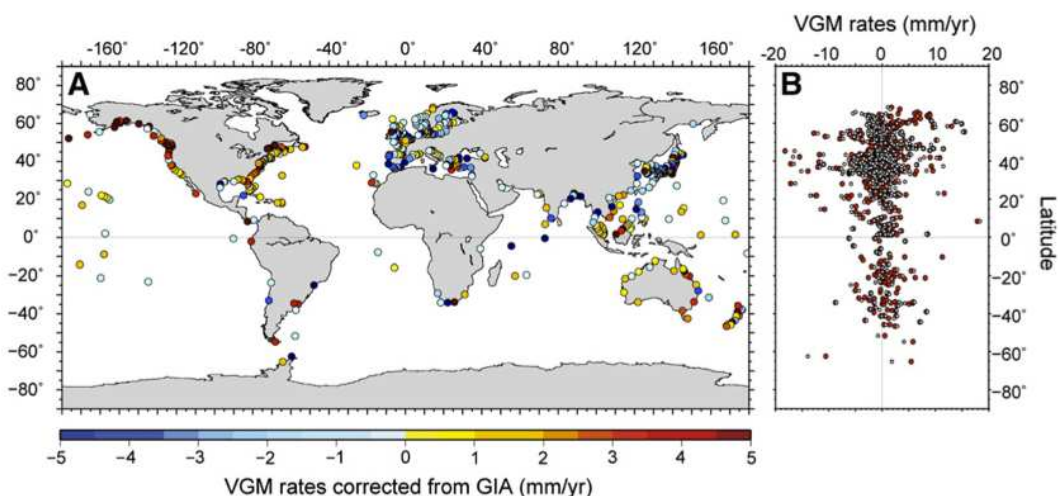 VGM rates (mm/yr)
-160° -120° -80° -40° 0° 40° 80° 120° 160° -20 -10 0 10 20
A B
80° 80°
60° 60°
40° 40°
20° 20°
0° 0°
−20° −20°
−40° −40°
−60° −60°
−80° −80°
Latitude
−5 −4 −3 −2 −1 0 1 2 3 4 5
VGM rates corrected from GIA (mm/yr)